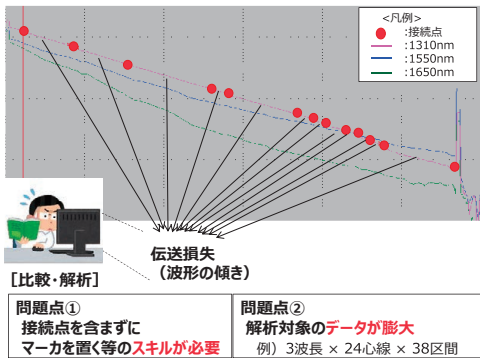 <凡例>
:接続点
:1310nm
:1550nm
:1650nm
伝送損失
（波形の傾き）
[比較・解析]
問題点①
接続点を含まずに
マーカを置く等のスキルが必要
問題点②
解析対象のデータが膨大
例）3波長 × 24心線 × 38区間